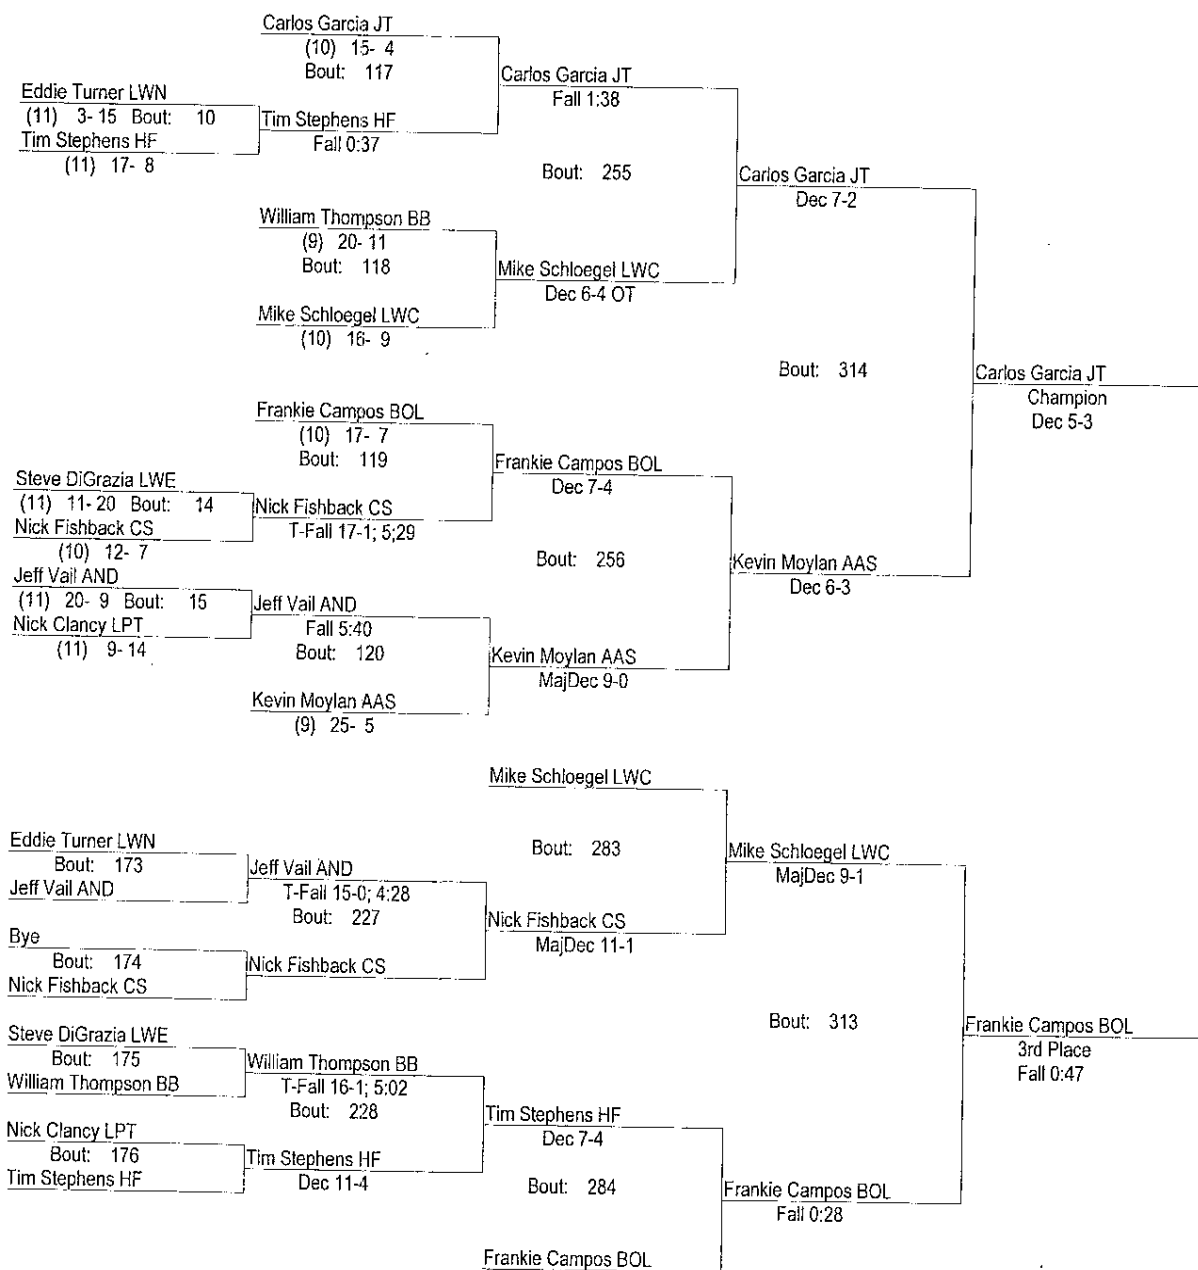 Carlos Garcia JT
(10) 15- 4
Bout: 117
Carlos Garcia JT
Fall 1:38
Eddie Turner LWN
(11) 3- 15 Bout: 10
Tim Stephens HF
(11) 17- 8
Tim Stephens HF
Fall 0:37
Bout: 255
Carlos Garcia JT
Dec 7-2
William Thompson BB
(9) 20- 11
Bout: 118
Mike Schloegel LWC
Dec 6-4 OT
Mike Schloegel LWC
(10) 16- 9
Bout: 314
Carlos Garcia JT
Champion
Dec 5-3
Frankie Campos BOL
(10) 17- 7
Bout: 119
Frankie Campos BOL
Dec 7-4
Steve DiGrazia LWE
(11) 11- 20 Bout: 14
Nick Fishback CS
(10) 12- 7
Nick Fishback CS
T-Fall 17-1; 5;29
Bout: 256
Kevin Moylan AAS
Dec 6-3
Jeff Vail AND
(11) 20- 9 Bout: 15
Nick Clancy LPT
(11) 9- 14
Jeff Vail AND
Fall 5:40
Bout: 120
Kevin Moylan AAS
MajDec 9-0
Kevin Moylan AAS
(9) 25- 5
Mike Schloegel LWC
Bout: 283
Mike Schloegel LWC
MajDec 9-1
Eddie Turner LWN
Bout: 173
Jeff Vail AND
Jeff Vail AND
T-Fall 15-0; 4:28
Bout: 227
Nick Fishback CS
MajDec 11-1
Bye
Bout: 174
Nick Fishback CS
Nick Fishback CS
Bout: 313
Frankie Campos BOL
3rd Place
Fall 0:47
Steve DiGrazia LWE
Bout: 175
William Thompson BB
William Thompson BB
T-Fall 16-1; 5:02
Bout: 228
Tim Stephens HF
Dec 7-4
Nick Clancy LPT
Bout: 176
Tim Stephens HF
Tim Stephens HF
Dec 11-4
Bout: 284
Frankie Campos BOL
Fall 0:28
Frankie Campos BOL